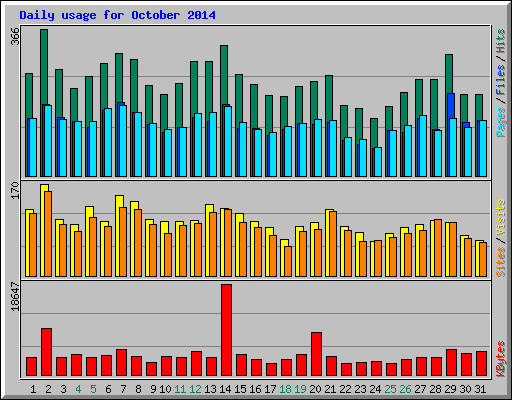 Daily usage for October 2014
366
Pages / Files / Hits
170
Sites / Visits
18647
KBytes
1 2 3 4 5 6 7 8 9 10 11 12 13 14 15 16 17 18 19 20 21 22 23 24 25 26 27 28 29 30 31